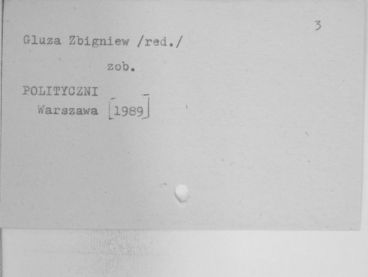 3
Gluza Zbigniew /red./
zob.
POLITYCZNI
Warszawa [1989]